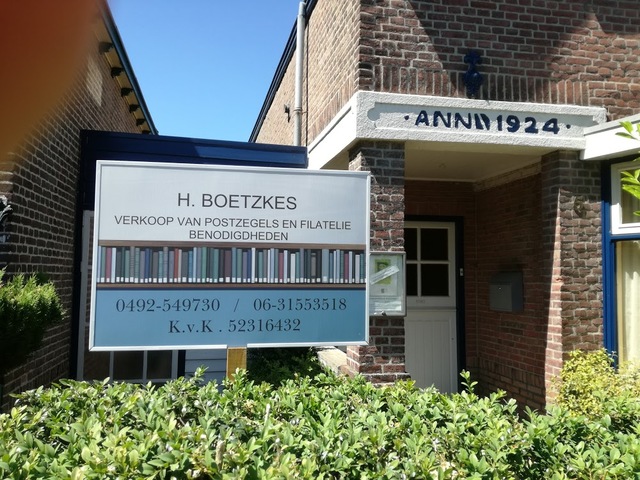 · ANNO 1924 ·
H. BOETZKES
VERKOOP VAN POSTZEGELS EN FILATELIE
BENODIGDHEDEN
0492-549730 / 06-31553518
K.v.K . 52316432